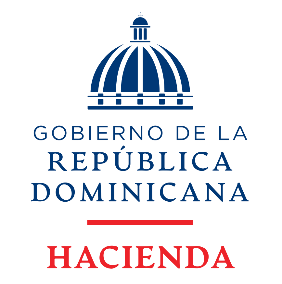 GOBIERNO DE LA
REPÚBLICA
DOMINICANA
HACIENDA